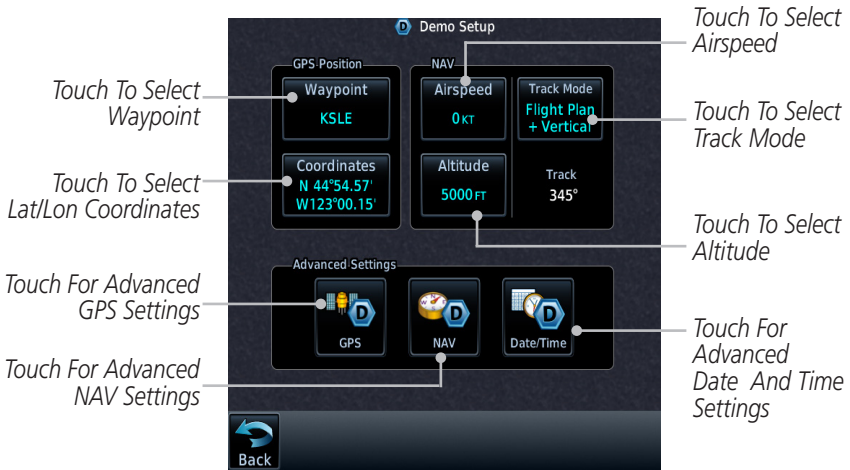 D Demo Setup
GPS Position
Waypoint
KSLE
Coordinates
N 44°54.57'
W123°00.15'
NAV
Airspeed
0 KT
Altitude
5000 FT
Track Mode
Flight Plan
+ Vertical
Track
345°
Advanced Settings
D
GPS
D
NAV
D
Date/Time
Back
Touch To Select
Waypoint
Touch To Select
Lat/Lon Coordinates
Touch For Advanced
GPS Settings
Touch For Advanced
NAV Settings
Touch To Select
Airspeed
Touch To Select
Track Mode
Touch To Select
Altitude
Touch For
Advanced
Date And Time
Settings